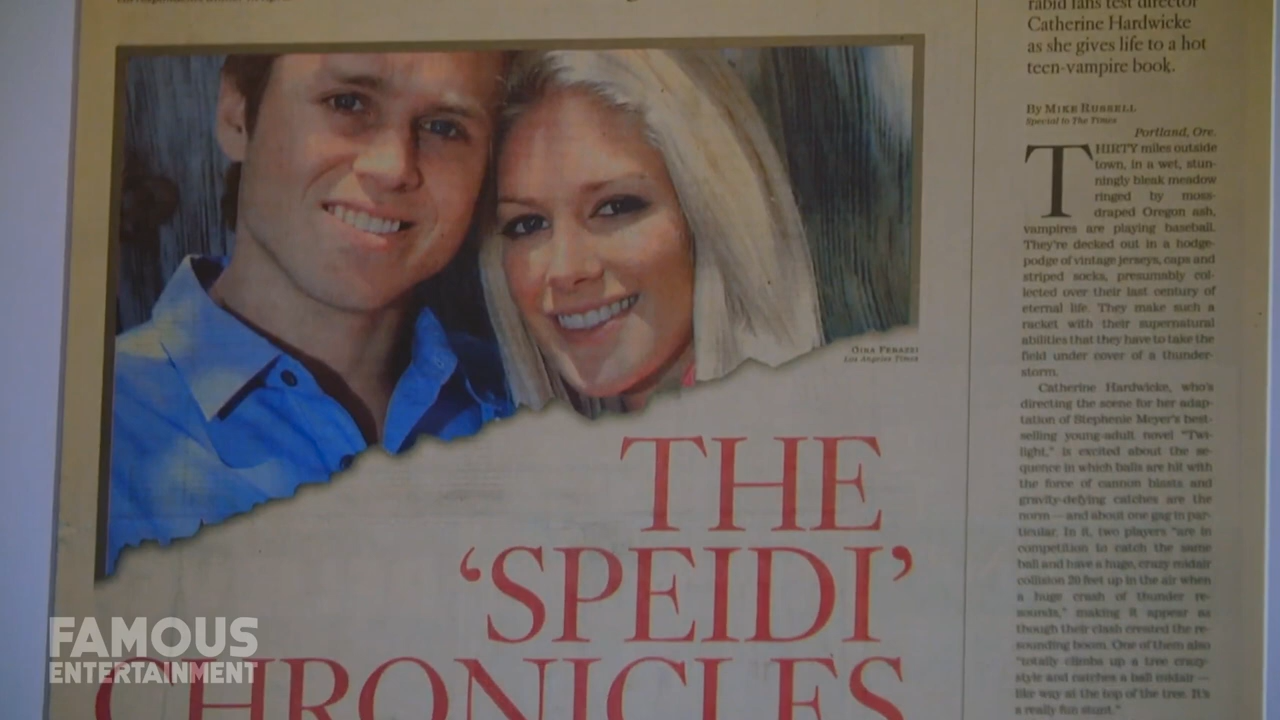 rabid fans test director
Catherine Hardwicke
as she gives life to a hot
teen-vampire book.
By MIKE RUSSELL
Special to The Times
Portland, Ore.
THIRTY miles outside
town, in a wet, stun-
ningly bleak meadow
ringed by moss-
draped Oregon ash,
vampires are playing baseball.
They're decked out in a hodge-
podge of vintage jerseys, caps and
striped socks, presumably col-
lected over their last century of
eternal life. They make such a
racket with their supernatural
abilities that they have to take the
field under cover of a thunder-
storm.
Catherine Hardwicke, who's
directing the scene for her adap-
tation of Stephenie Meyer's best-
selling young-adult novel "Twi-
light," is excited about the se-
quence in which balls are hit with
the force of cannon blasts and
gravity-defying catches are the
norm — and about one gag in par-
ticular. In it, two players "are in
competition to catch the same
ball and have a huge, crazy midair
collision 20 feet up in the air when
a huge crash of thunder re-
sounds," making it appear as
though their clash created the re-
sounding boom. One of them also
"totally climbs up a tree crazy-
style and catches a ball midair —
like way at the top of the tree. It's
a really fun stunt."
Los Angeles Times
THE
'SPEIDI'
CHRONICLES
FAMOUS
ENTERTAINMENT